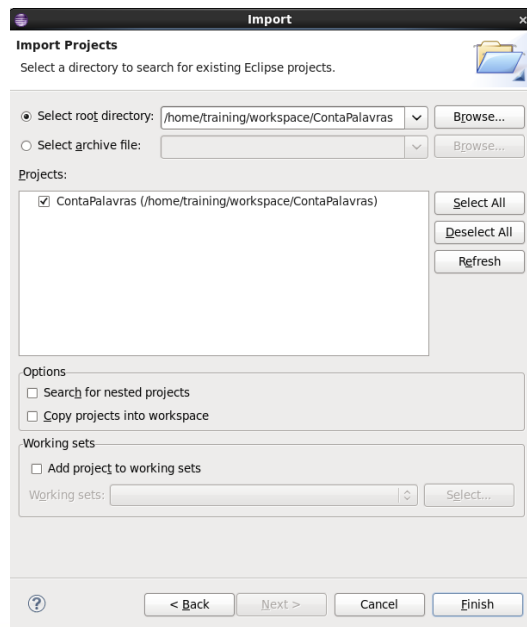 Import
Import Projects
Select a directory to search for existing Eclipse projects.
Select root directory: /home/training/workspace/ContaPalavras Browse...
Select archive file: Browse...
Projects:
ContaPalavras (/home/training/workspace/ContaPalavras) Select All
Deselect All
Refresh
Options
Search for nested projects
Copy projects into workspace
Working sets
Add project to working sets
Working sets: Select...
< Back Next > Cancel Finish